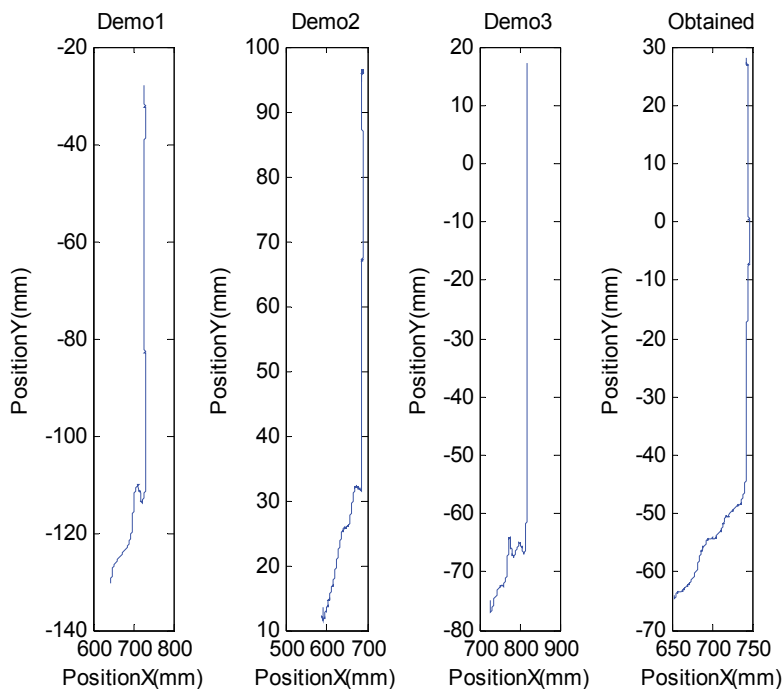 Demo1
Demo2
Demo3
Obtained
-20
-40
-60
-80
-100
-120
-140
PositionY(mm)
600 700 800
PositionX(mm)
100
90
80
70
60
50
40
30
20
10
PositionY(mm)
500 600 700
PositionX(mm)
20
10
0
-10
-20
-30
-40
-50
-60
-70
-80
PositionY(mm)
700 800 900
PositionX(mm)
30
20
10
0
-10
-20
-30
-40
-50
-60
-70
PositionY(mm)
650 700 750
PositionX(mm)